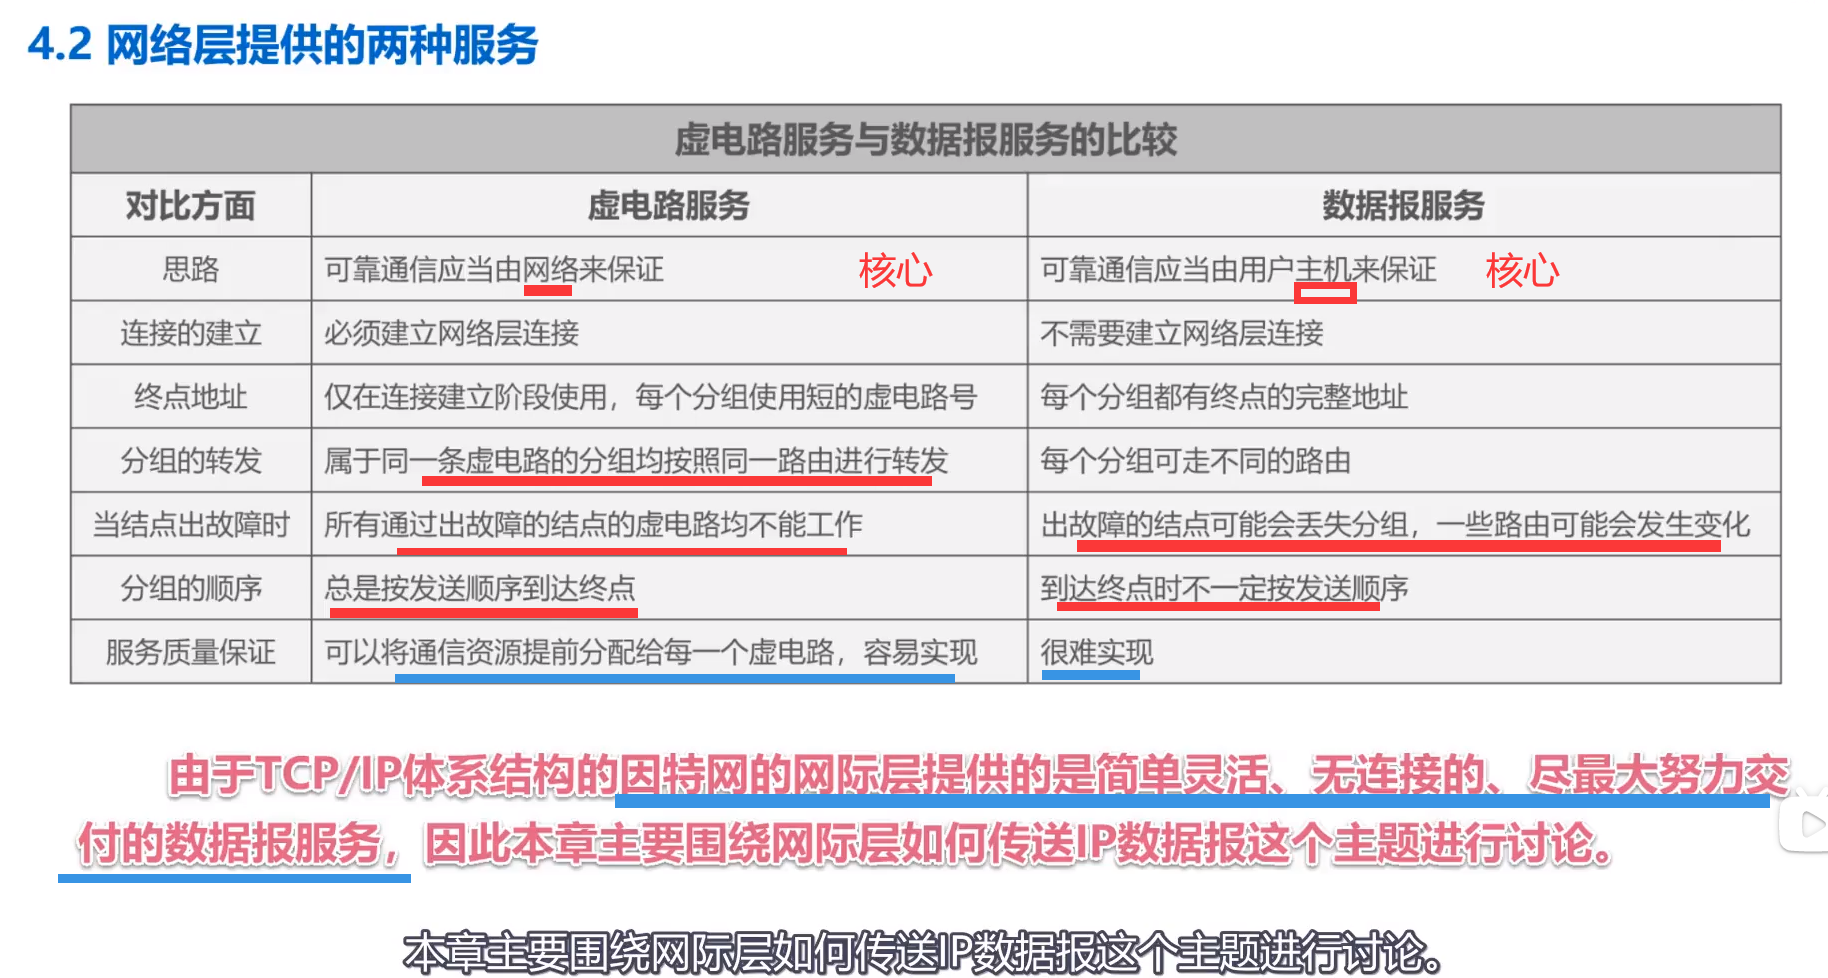 4.2 网络层提供的两种服务
虚电路服务与数据报服务的比较
对比方面 虚电路服务 数据报服务
思路 可靠通信应当由网络来保证 核心 可靠通信应当由用户主机来保证 核心
连接的建立 必须建立网络层连接 不需要建立网络层连接
终点地址 仅在连接建立阶段使用，每个分组使用短的虚电路号 每个分组都有终点的完整地址
分组的转发 属于同一条虚电路的分组均按照同一路由进行转发 每个分组可走不同的路由
当结点出故障时 所有通过出故障的结点的虚电路均不能工作 出故障的结点可能会丢失分组，一些路由可能会发生变化
分组的顺序 总是按发送顺序到达终点 到达终点时不一定按发送顺序
服务质量保证 可以将通信资源提前分配给每一个虚电路，容易实现 很难实现
由于TCP/IP体系结构的因特网的网际层提供的是简单灵活、无连接的、尽最大努力交
付的数据报服务，因此本章主要围绕网际层如何传送IP数据报这个主题进行讨论。
本章主要围绕网际层如何传送IP数据报这个主题进行讨论。